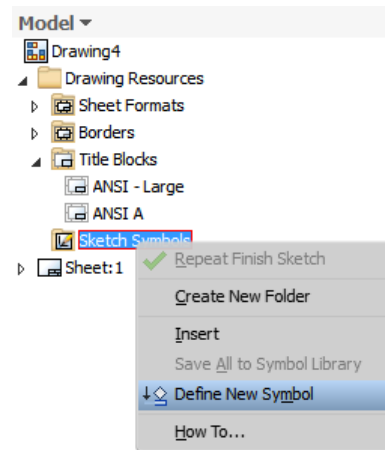 Model
Drawing4
Drawing Resources
Sheet Formats
Borders
Title Blocks
ANSI - Large
ANSI A
Sketch Symbols
Sheet:1
Repeat Finish Sketch
Create New Folder
Insert
Save All to Symbol Library
Define New Symbol
How To...